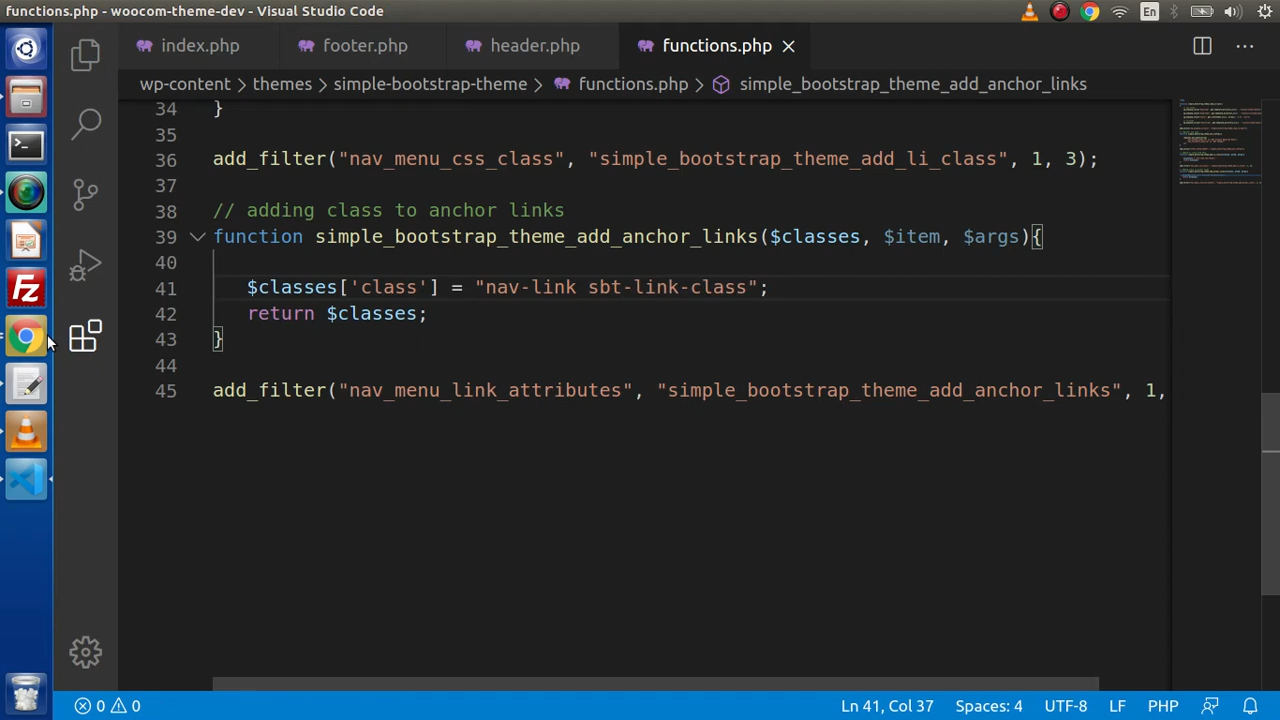 functions.php - woocom-theme-dev - Visual Studio Code
En
index.php
footer.php
header.php
functions.php
wp-content
themes
simple-bootstrap-theme
functions.php
simple_bootstrap_theme_add_anchor_links
34 }
35
36 add_filter("nav_menu_css_class", "simple_bootstrap_theme_add_li_class", 1, 3);
37
38 // adding class to anchor links
39 function simple_bootstrap_theme_add_anchor_links($classes, $item, $args){
40
41 $classes['class'] = "nav-link sbt-link-class";
42 return $classes;
43 }
44
45 add_filter("nav_menu_link_attributes", "simple_bootstrap_theme_add_anchor_links", 1,
0 0
Ln 41, Col 37
Spaces: 4
UTF-8
LF
PHP